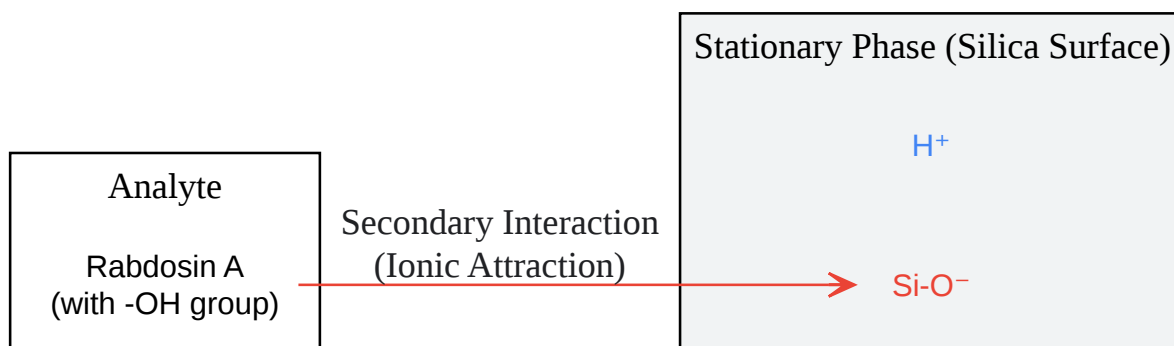 Stationary Phase (Silica Surface)
H⁺
Analyte
Secondary Interaction
(Ionic Attraction)
Rabdosin A
(with -OH group)
Si-O⁻